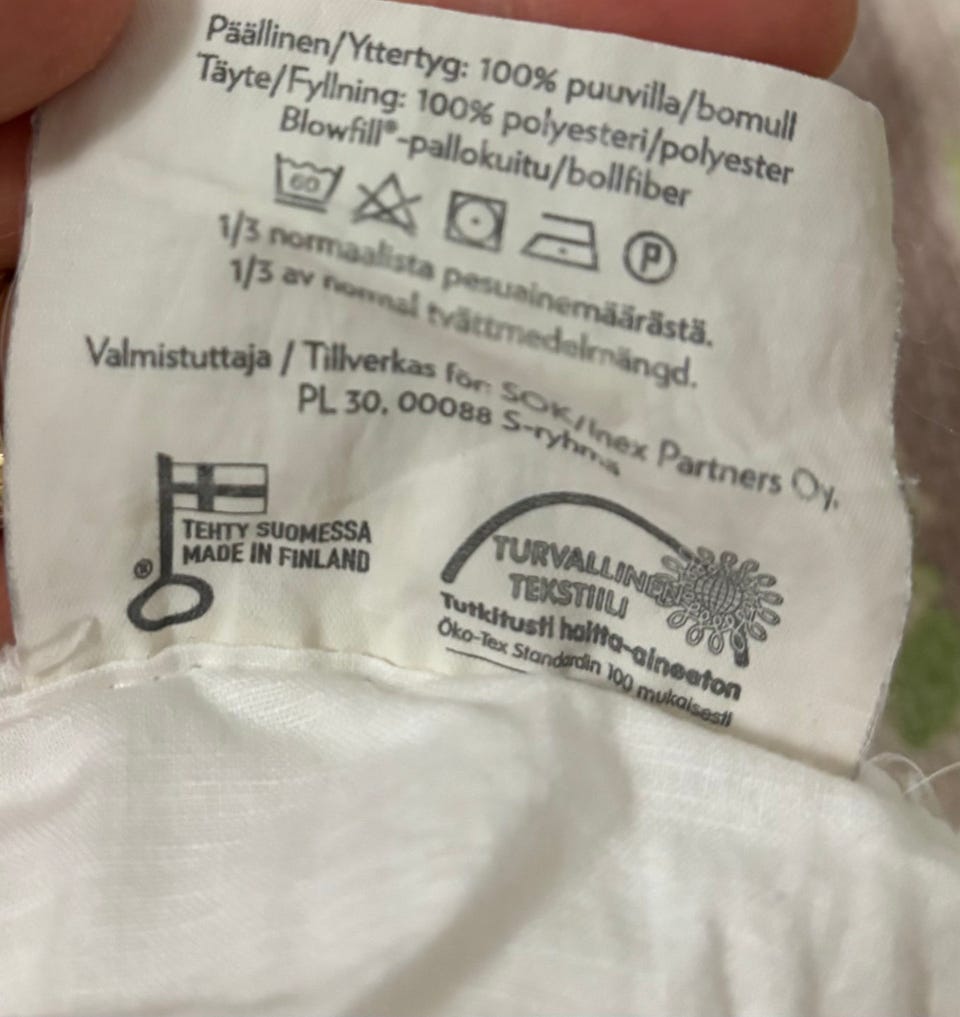 Päällinen/Yttertyg: 100% puuvilla/bomull
Täyte/Fyllning: 100% polyesteri/polyester
Blowfill®-pallokuitu/bollfiber
60
P
1/3 normaalista pesuainemäärästä.
1/3 av normal tvättmedelmängd.
Valmistuttaja / Tillverkas för: SOK/Inex Partners Oy.
PL 30, 00088 S-ryhmä
TEHTY SUOMESSA
MADE IN FINLAND
®
TURVALLINEN
TEKSTIILI
Tutkitusti haitta-aineeton
Öko-Tex Standardin 100 mukaisesti